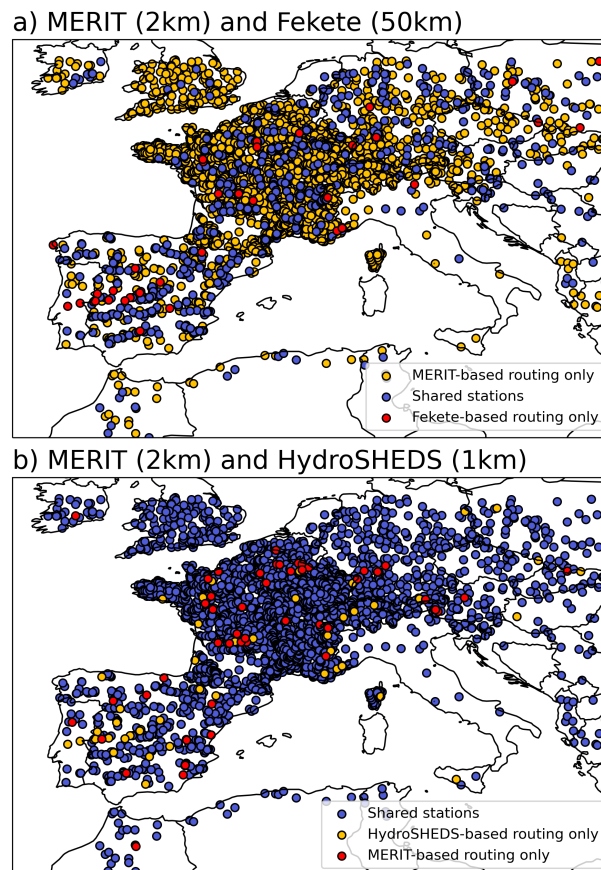 a) MERIT (2km) and Fekete (50km)
MERIT-based routing only
Shared stations
Fekete-based routing only
b) MERIT (2km) and HydroSHEDS (1km)
Shared stations
HydroSHEDS-based routing only
MERIT-based routing only